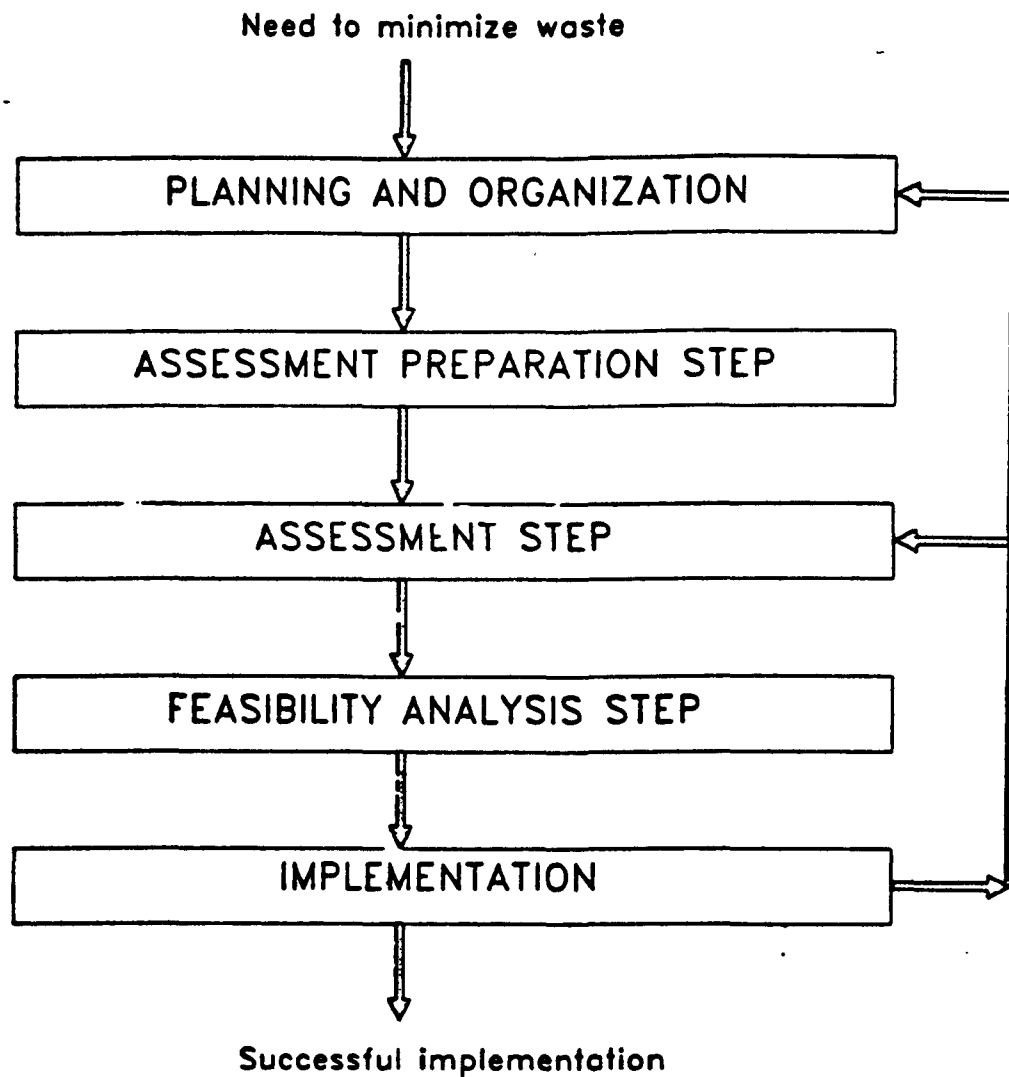 Need to minimize waste
PLANNING AND ORGANIZATION
ASSESSMENT PREPARATION STEP
ASSESSMENT STEP
FEASIBILITY ANALYSIS STEP
IMPLEMENTATION
Successful implementation